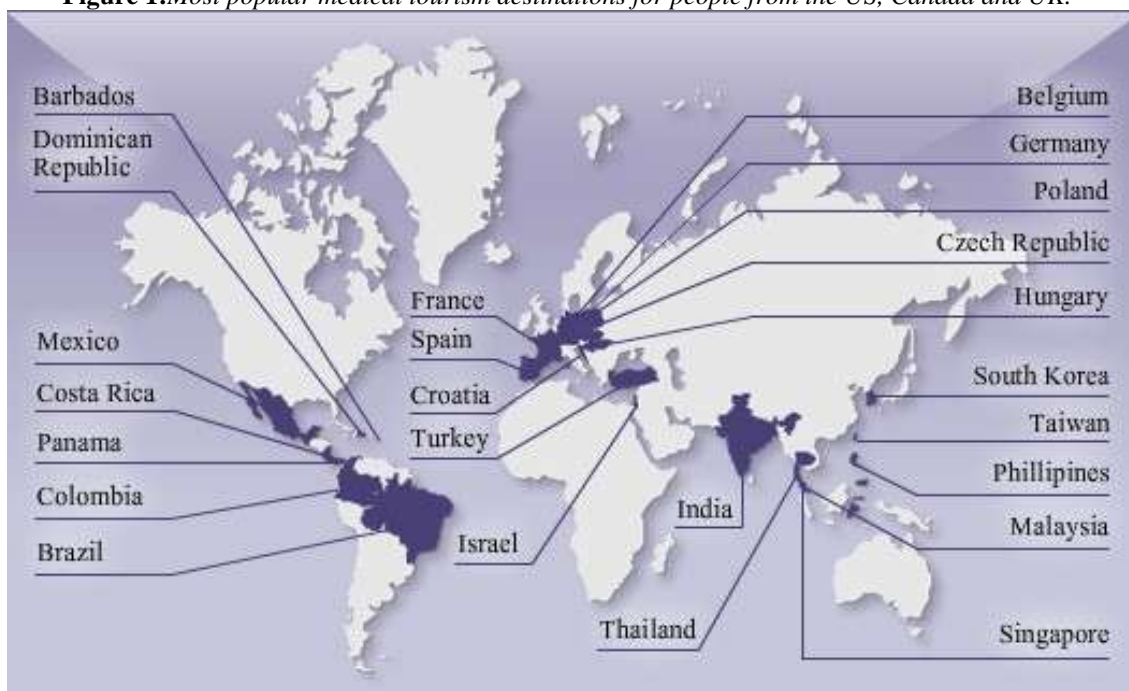 Figure 1.Most popular medical tourism destinations for people from the US, Canada and UK.
Barbados
Dominican
Republic
Mexico
Costa Rica
Panama
Colombia
Brazil
France
Spain
Croatia
Turkey
Israel
India
Thailand
Belgium
Germany
Poland
Czech Republic
Hungary
South Korea
Taiwan
Phillipines
Malaysia
Singapore